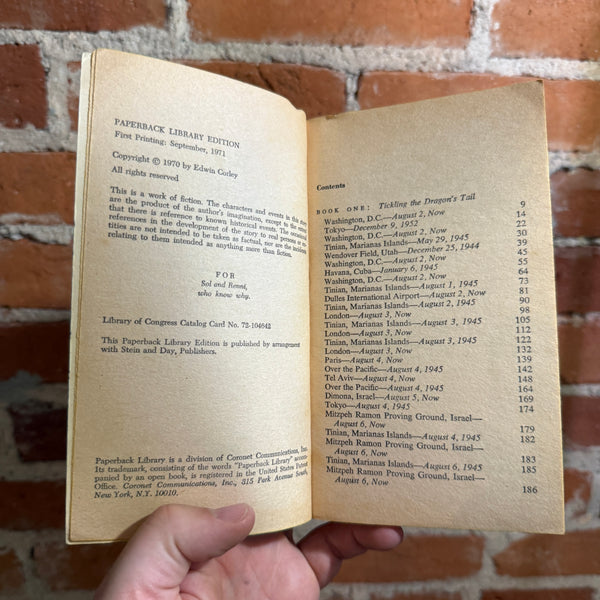 PAPERBACK LIBRARY EDITION
First Printing: September, 1971
Copyright © 1970 by Edwin Corley
All rights reserved
This is a work of fiction. The characters and events in this story
are the product of the author's imagination, except to the extent
that there is reference to known historical events. The occasional
references in the development of the story to real persons or en-
tities are not intended to be taken as factual, nor are the incidents
relating to them intended as anything more than fiction.
FOR
Sol and Renni,
who know why.
Library of Congress Catalog Card No. 72-104642
This Paperback Library Edition is published by arrangement
with Stein and Day, Publishers.
Paperback Library is a division of Coronet Communications, Inc.
Its trademark, consisting of the words "Paperback Library" accom-
panied by an open book, is registered in the United States Patent
Office. Coronet Communications, Inc., 315 Park Avenue South,
New York, N.Y. 10010.
Contents
BOOK ONE: Tickling the Dragon's Tail 9
Washington, D.C.—August 2, Now 14
Tokyo—December 9, 1952 22
Washington, D.C.—August 2, Now 30
Tinian, Marianas Islands—May 29, 1945 39
Wendover Field, Utah—December 25, 1944 45
Washington, D.C.—August 2, Now 55
Havana, Cuba—January 6, 1945 64
Washington, D.C.—August 2, Now 73
Tinian, Marianas Islands—August 1, 1945 81
Dulles International Airport—August 2, Now 90
Tinian, Marianas Islands—August 2, 1945 98
London—August 3, Now 105
Tinian, Marianas Islands—August 3, 1945 112
London—August 3, Now 122
Tinian, Marianas Islands—August 3, 1945 132
London—August 3, Now 139
Paris—August 4, Now 142
Over the Pacific—August 4, 1945 148
Tel Aviv—August 4, Now 164
Over the Pacific—August 4, 1945 169
Dimona, Israel—August 5, Now 174
Tokyo—August 4, 1945
Mitzpeh Ramon Proving Ground, Israel—
August 6, Now 179
Tinian, Marianas Islands—August 4, 1945 182
Mitzpeh Ramon Proving Ground, Israel—
August 6, Now 183
Tinian, Marianas Islands—August 6, 1945 185
Mitzpeh Ramon Proving Ground, Israel—
August 6, Now 186